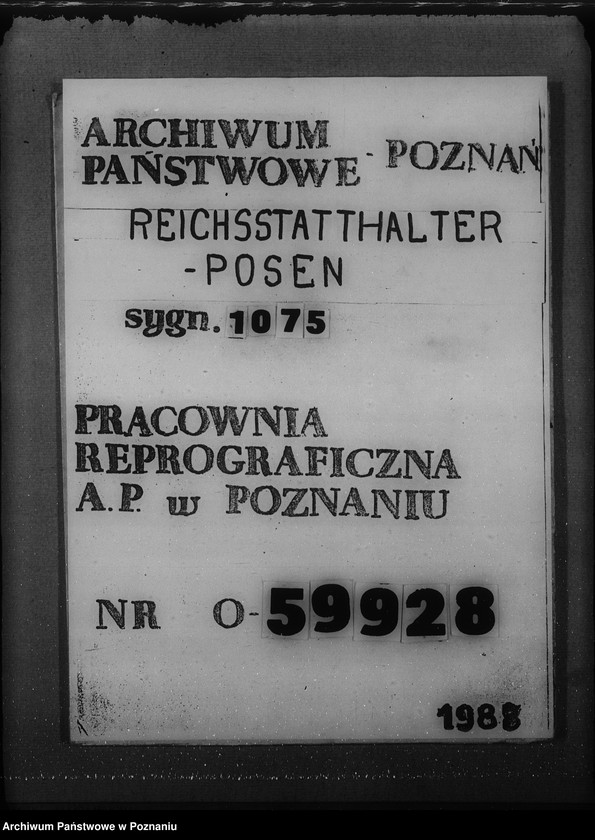 ARCHIWUM
PAŃSTWOWE - POZNAŃ
REICHSSTATTHALTER
-POSEN
sygn. 1075
PRACOWNIA
REPROGRAFICZNA
A.P. w POZNANIU
NR O-59928
1988
Archiwum Państwowe w Poznaniu